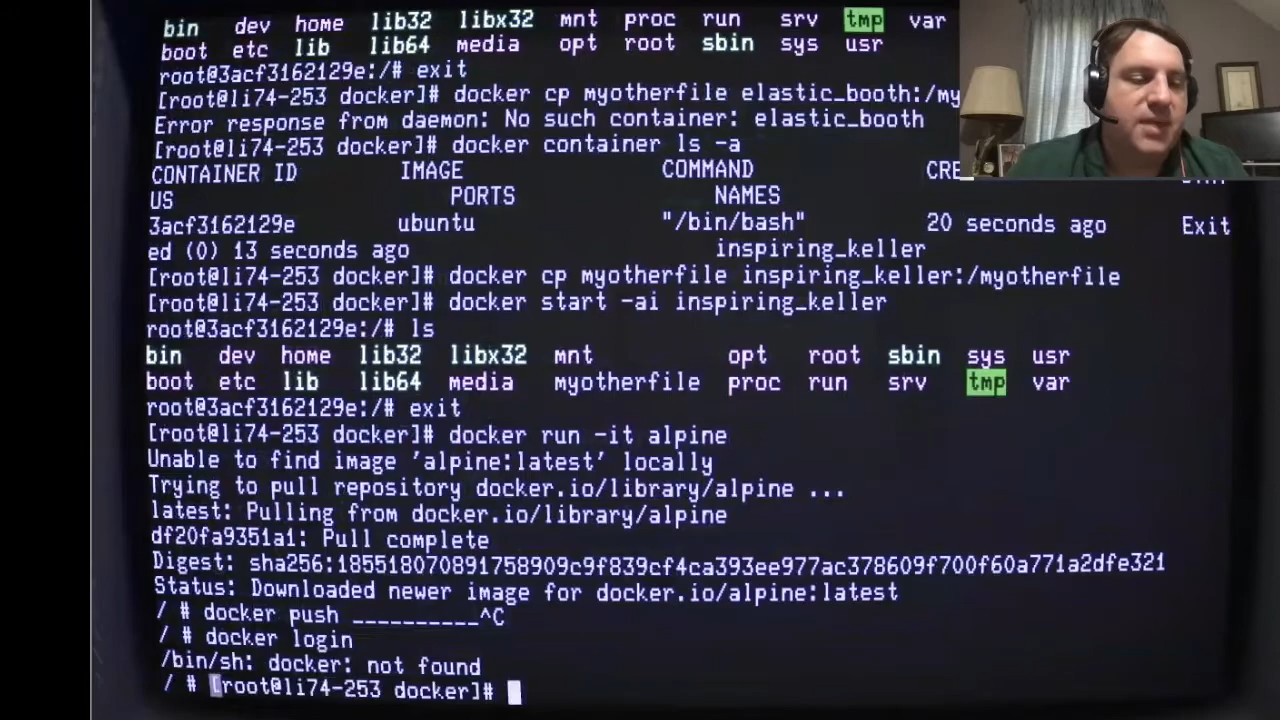 bin dev home lib32 libx32 mnt proc run srv tmp var
boot etc lib lib64 media opt root sbin sys usr
root@3acf3162129e:/# exit
[root@li74-253 docker]# docker cp myotherfile elastic_booth:/my
Error response from daemon: No such container: elastic_booth
[root@li74-253 docker]# docker container ls -a
CONTAINER ID IMAGE COMMAND CRE
US PORTS NAMES
3acf3162129e ubuntu "/bin/bash" 20 seconds ago Exit
ed (0) 13 seconds ago inspiring_keller
[root@li74-253 docker]# docker cp myotherfile inspiring_keller:/myotherfile
[root@li74-253 docker]# docker start -ai inspiring_keller
root@3acf3162129e:/# ls
bin dev home lib32 libx32 mnt opt root sbin sys usr
boot etc lib lib64 media myotherfile proc run srv tmp var
root@3acf3162129e:/# exit
[root@li74-253 docker]# docker run -it alpine
Unable to find image 'alpine:latest' locally
Trying to pull repository docker.io/library/alpine ...
latest: Pulling from docker.io/library/alpine
df20fa9351a1: Pull complete
Digest: sha256:185518070891758909c9f839cf4ca393ee977ac378609f700f60a771a2dfe321
Status: Downloaded newer image for docker.io/alpine:latest
/ # docker push __________^C
/ # docker login
/bin/sh: docker: not found
/ # [root@li74-253 docker]#